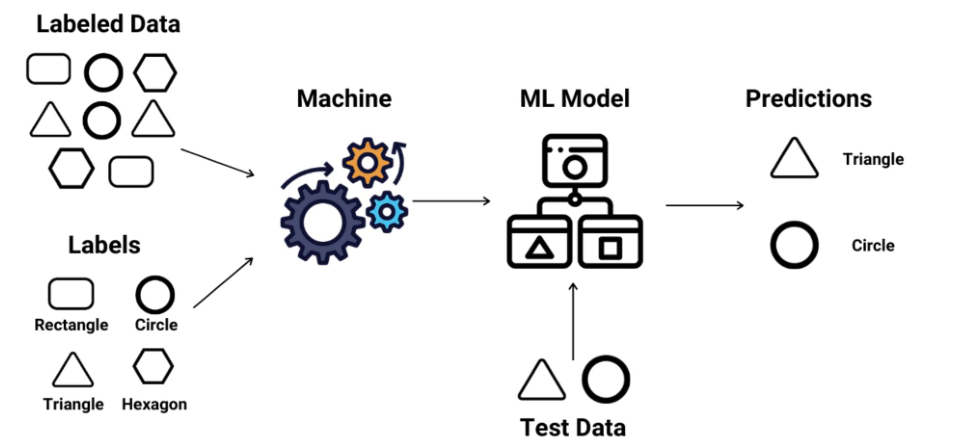 Labeled Data
Machine
ML Model
Predictions
Triangle
Circle
Labels
Rectangle Circle
Triangle Hexagon
Test Data